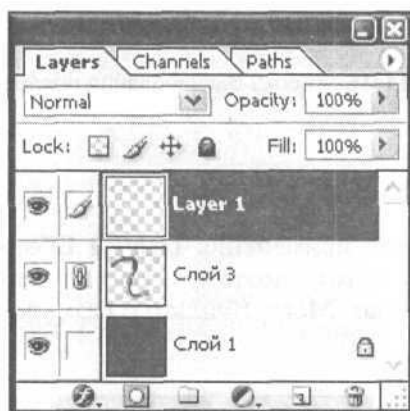 Layers Channels Paths
Normal Opacity: 100%
Lock: Fill: 100%
Layer 1
Слой 3
Слой 1